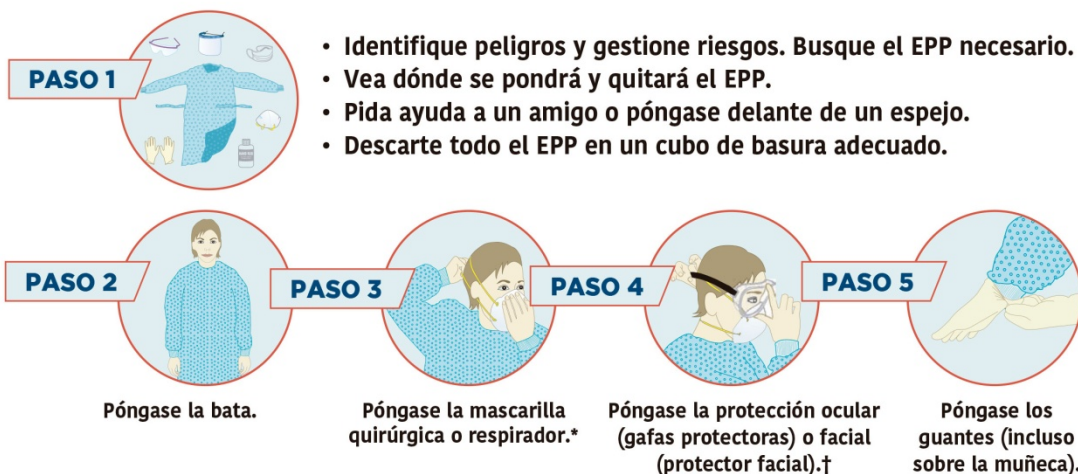 PASO 1
• Identifique peligros y gestione riesgos. Busque el EPP necesario.
• Vea dónde se pondrá y quitará el EPP.
• Pida ayuda a un amigo o póngase delante de un espejo.
• Descarte todo el EPP en un cubo de basura adecuado.
PASO 2
Póngase la bata.
PASO 3
Póngase la mascarilla
quirúrgica o respirador.*
PASO 4
Póngase la protección ocular
(gafas protectoras) o facial
(protector facial).†
PASO 5
Póngase los
guantes (incluso
sobre la muñeca).